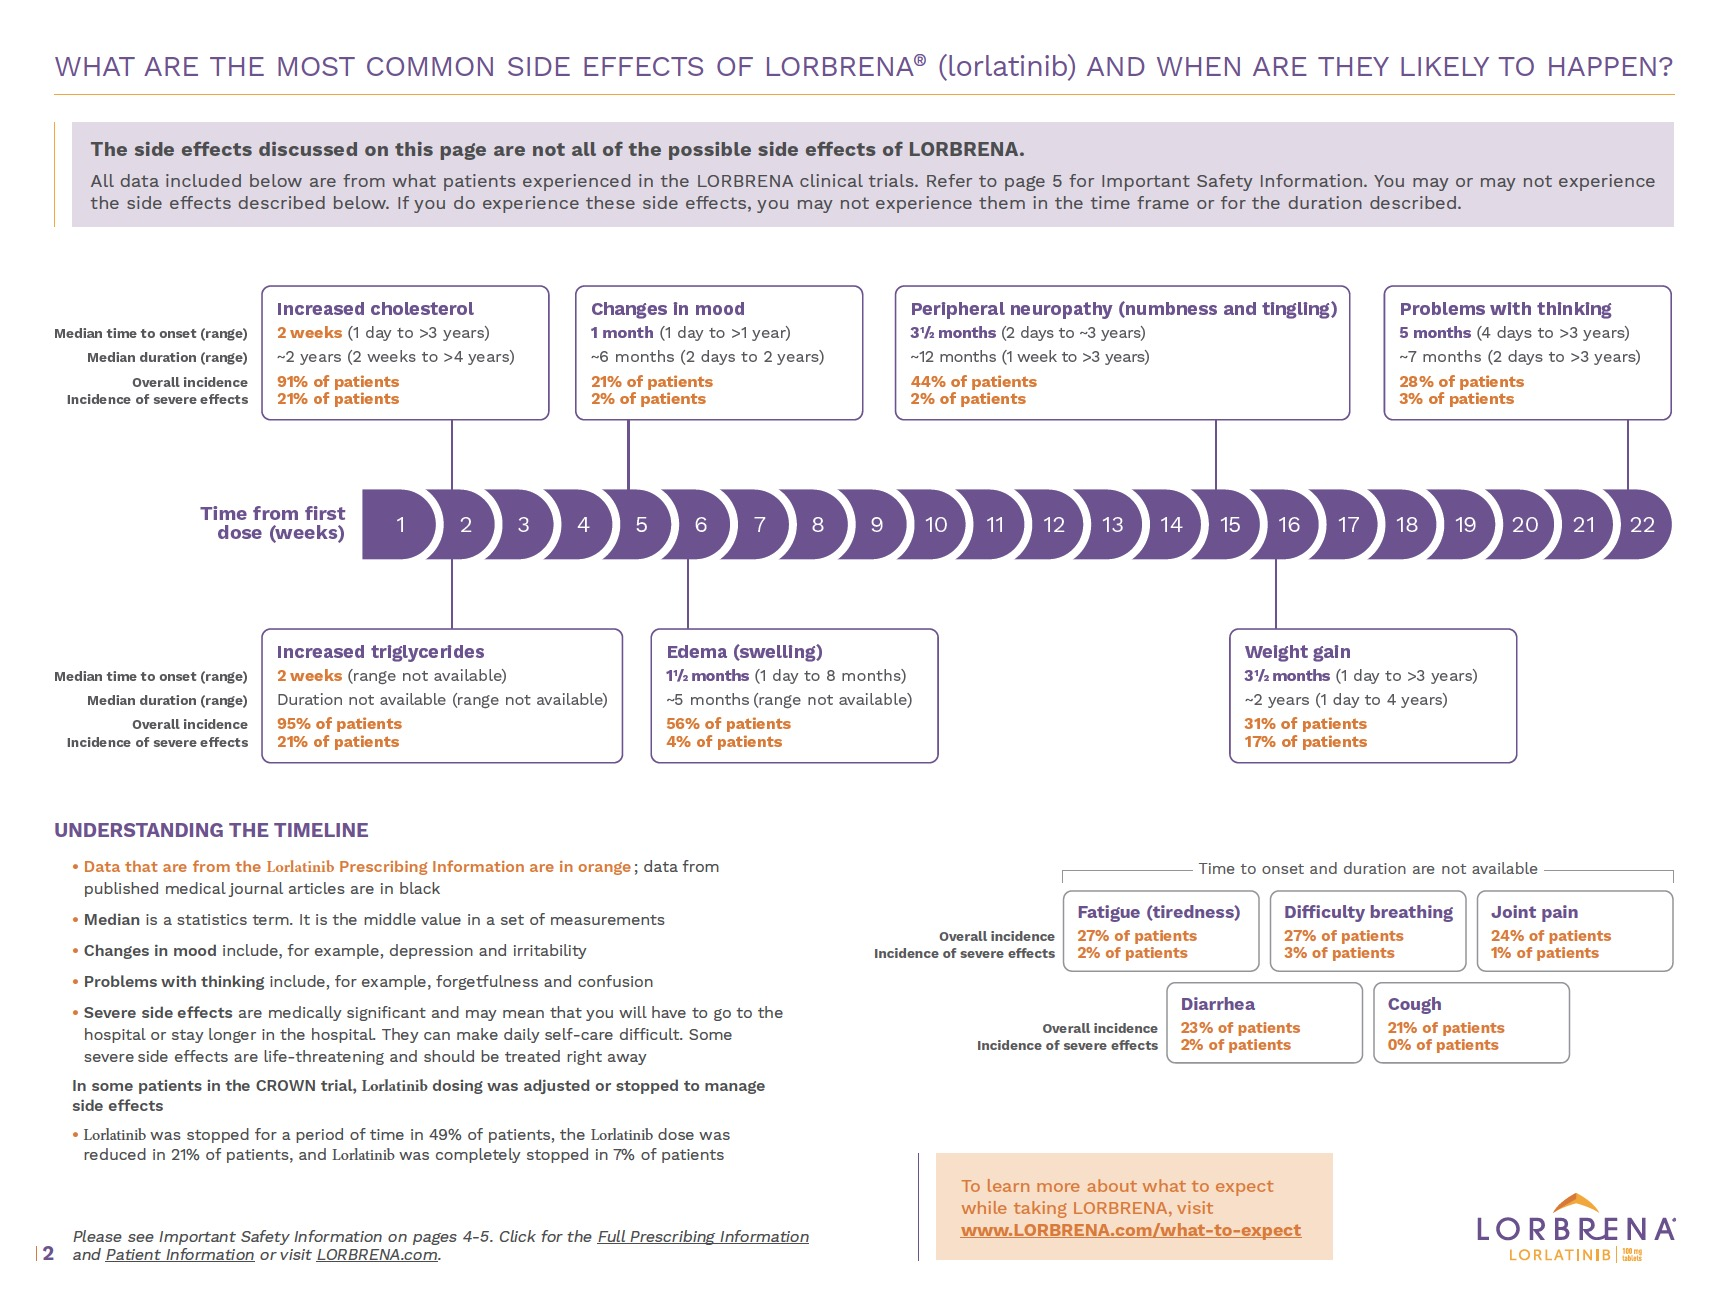 WHAT ARE THE MOST COMMON SIDE EFFECTS OF LORBRENA® (lorlatinib) AND WHEN ARE THEY LIKELY TO HAPPEN?
The side effects discussed on this page are not all of the possible side effects of LORBRENA.
All data included below are from what patients experienced in the LORBRENA clinical trials. Refer to page 5 for Important Safety Information. You may or may not experience
the side effects described below. If you do experience these side effects, you may not experience them in the time frame or for the duration described.
Median time to onset (range)
Median duration (range)
Overall incidence
Incidence of severe effects
Increased cholesterol
2 weeks (1 day to >3 years)
~2 years (2 weeks to >4 years)
91% of patients
21% of patients
Changes in mood
1 month (1 day to >1 year)
~6 months (2 days to 2 years)
21% of patients
2% of patients
Peripheral neuropathy (numbness and tingling)
3½ months (2 days to ~3 years)
~12 months (1 week to >3 years)
44% of patients
2% of patients
Problems with thinking
5 months (4 days to >3 years)
~7 months (2 days to >3 years)
28% of patients
3% of patients
Time from first
dose (weeks)
1 2 3 4 5 6 7 8 9 10 11 12 13 14 15 16 17 18 19 20 21 22
Median time to onset (range)
Median duration (range)
Overall incidence
Incidence of severe effects
Increased triglycerides
2 weeks (range not available)
Duration not available (range not available)
95% of patients
21% of patients
Edema (swelling)
1½ months (1 day to 8 months)
~5 months (range not available)
56% of patients
4% of patients
Weight gain
3½ months (1 day to >3 years)
~2 years (1 day to 4 years)
31% of patients
17% of patients
UNDERSTANDING THE TIMELINE
• Data that are from the Lorlatinib Prescribing Information are in orange; data from
published medical journal articles are in black
• Median is a statistics term. It is the middle value in a set of measurements
• Changes in mood include, for example, depression and irritability
• Problems with thinking include, for example, forgetfulness and confusion
• Severe side effects are medically significant and may mean that you will have to go to the
hospital or stay longer in the hospital. They can make daily self-care difficult. Some
severe side effects are life-threatening and should be treated right away
In some patients in the CROWN trial, Lorlatinib dosing was adjusted or stopped to manage
side effects
• Lorlatinib was stopped for a period of time in 49% of patients, the Lorlatinib dose was
reduced in 21% of patients, and Lorlatinib was completely stopped in 7% of patients
Time to onset and duration are not available
Overall incidence
Incidence of severe effects
Fatigue (tiredness)
27% of patients
2% of patients
Difficulty breathing
27% of patients
3% of patients
Joint pain
24% of patients
1% of patients
Overall incidence
Incidence of severe effects
Diarrhea
23% of patients
2% of patients
Cough
21% of patients
0% of patients
To learn more about what to expect
while taking LORBRENA, visit
www.LORBRENA.com/what-to-expect
LORBRENA®
LORLATINIB | 100 mg
tablets
2
Please see Important Safety Information on pages 4-5. Click for the Full Prescribing Information
and Patient Information or visit LORBRENA.com.